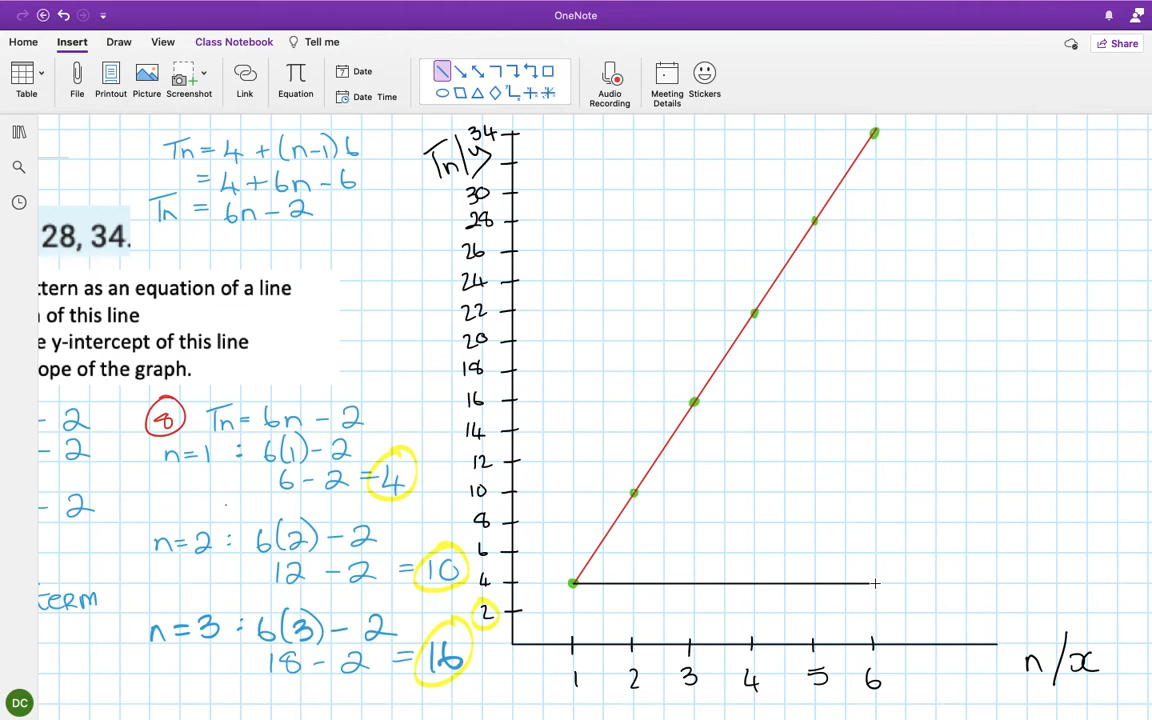 OneNote
Home Insert Draw View Class Notebook Tell me
Share
Table File Printout Picture Screenshot Link Equation Date Date Time Audio Recording Meeting Details Stickers
Tn = 4 + (n-1)6
= 4 + 6n - 6
Tn = 6n - 2
28, 34.
ttern as an equation of a line
of this line
e y-intercept of this line
ope of the graph.
- 2
- 2
- 2
term
8 Tn = 6n - 2
n=1 : 6(1) - 2
6 - 2 = 4
n=2 : 6(2) - 2
12 - 2 = 10
n=3 : 6(3) - 2
18 - 2 = 16
Tn/y
34
30
28
26
24
22
20
18
16
14
12
10
8
6
4
2
1 2 3 4 5 6
n/x
DC